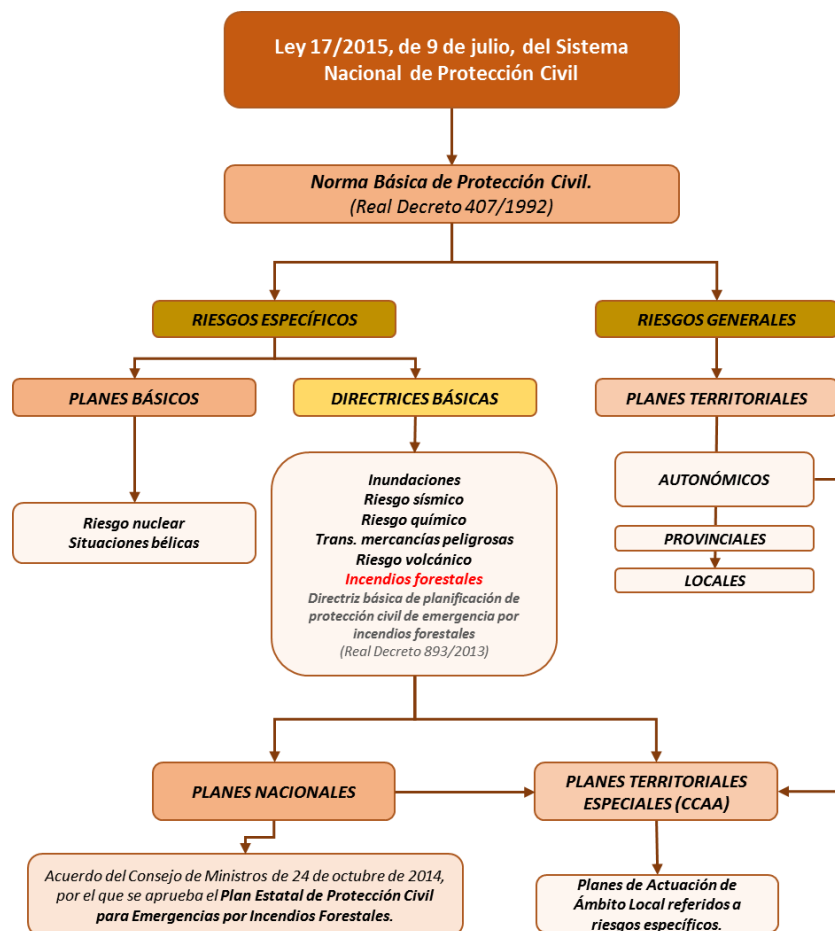 Ley 17/2015, de 9 de julio, del Sistema
Nacional de Protección Civil
Norma Básica de Protección Civil.
(Real Decreto 407/1992)
RIESGOS ESPECÍFICOS
RIESGOS GENERALES
PLANES BÁSICOS
DIRECTRICES BÁSICAS
PLANES TERRITORIALES
Riesgo nuclear
Situaciones bélicas
Inundaciones
Riesgo sísmico
Riesgo químico
Trans. mercancías peligrosas
Riesgo volcánico
Incendios forestales
Directriz básica de planificación de
protección civil de emergencia por
incendios forestales
(Real Decreto 893/2013)
AUTONÓMICOS
PROVINCIALES
LOCALES
PLANES NACIONALES
PLANES TERRITORIALES
ESPECIALES (CCAA)
Acuerdo del Consejo de Ministros de 24 de octubre de 2014,
por el que se aprueba el Plan Estatal de Protección Civil
para Emergencias por Incendios Forestales.
Planes de Actuación de
Ámbito Local referidos a
riesgos específicos.